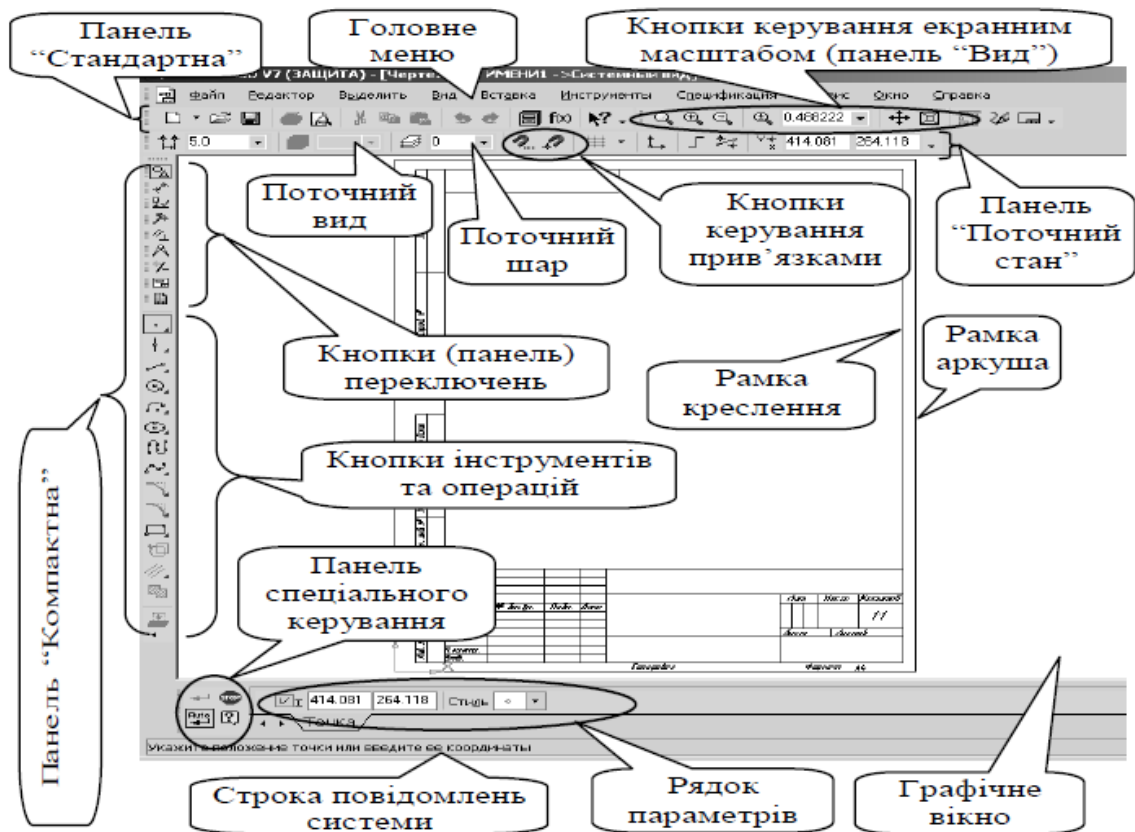 Панель
“Стандартна”
Головне
меню
Кнопки керування екранним
масштабом (панель “Вид”)
V7 (ЗАЩИТА) - [Черте ИМЕНИ1 ->Системный вид
Файл Редактор Выделить Вид Вставка Инструменты Спецификация Окно Справка
0.488222
5.0 0 414.081 264.118
Поточний
вид
Поточний
шар
Кнопки
керування
прив’язками
Панель
“Поточний
стан”
Кнопки (панель)
переключень
Рамка
креслення
Рамка
аркуша
Кнопки інструментів
та операцій
Панель “Компактна”
Панель
спеціального
керування
1:1
414.081 264.118 Стиль
Auto
Точка
Укажите положение точки или введите ее координаты
Строка повідомлень
системи
Рядок
параметрів
Графічне
вікно